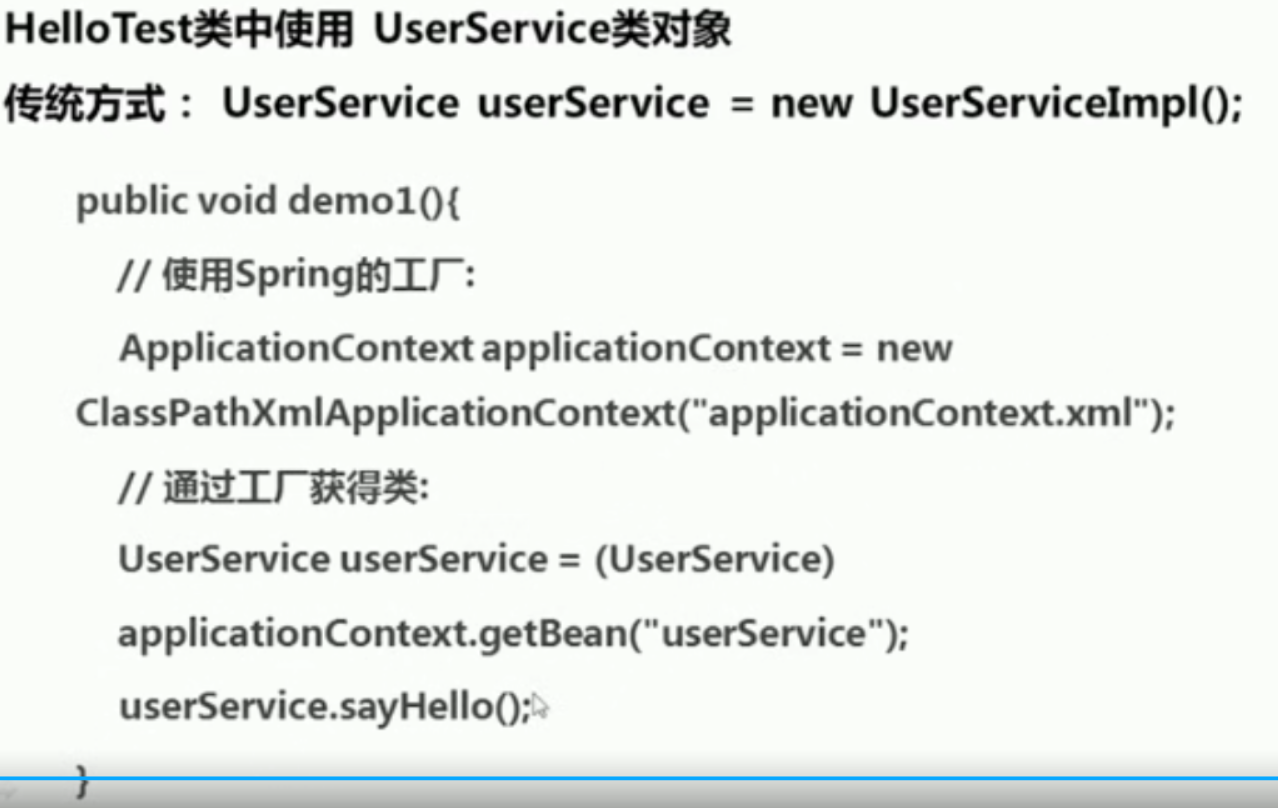 HelloTest类中使用 UserService类对象
传统方式： UserService userService = new UserServiceImpl();
public void demo1(){
// 使用Spring的工厂:
ApplicationContext applicationContext = new
ClassPathXmlApplicationContext("applicationContext.xml");
// 通过工厂获得类:
UserService userService = (UserService)
applicationContext.getBean("userService");
userService.sayHello();
}